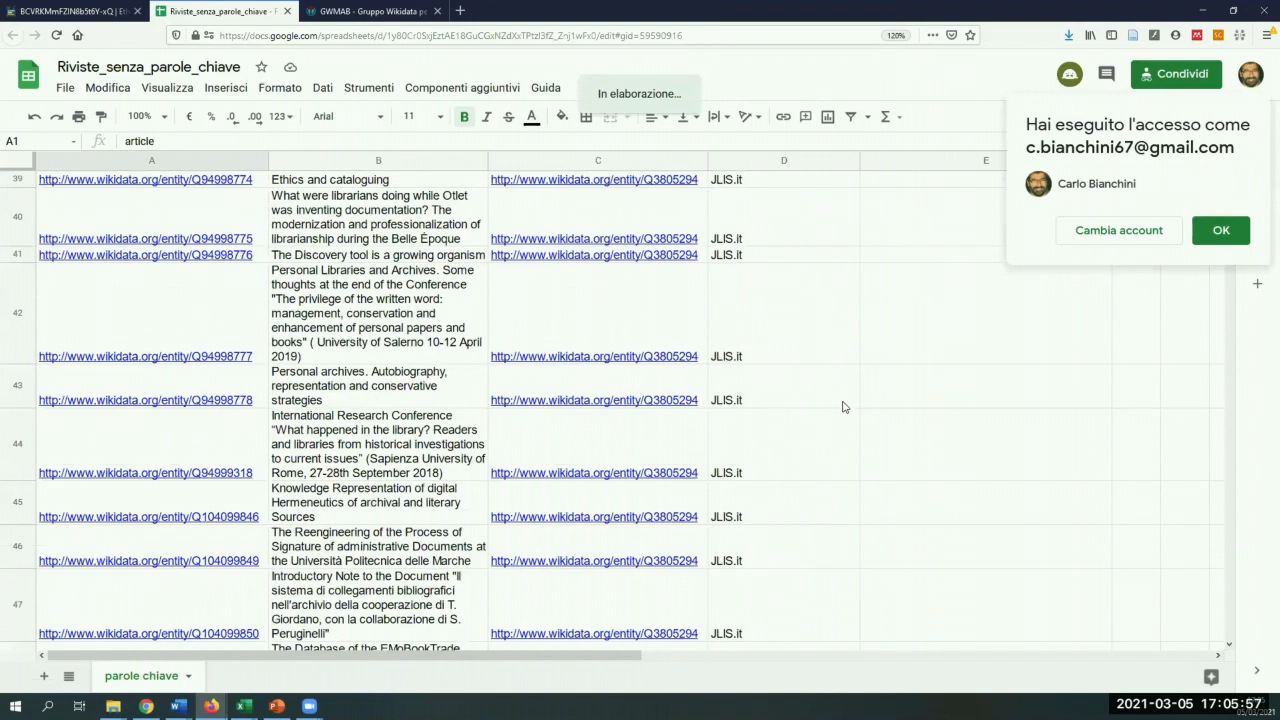 BCVRKMmFZIN8b5t6Y-xQ | Eth
Riviste_senza_parole_chiave - F
GWMAB - Gruppo Wikidata pe
https://docs.google.com/spreadsheets/d/
/edit#gid=59590916
120%
Riviste_senza_parole_chiave
File Modifica Visualizza Inserisci Formato Dati Strumenti Componenti aggiuntivi Guida
In elaborazione…
Condividi
100% € % .0 .00 123 Arial 11 B I S A
A1 fx article
Hai eseguito l'accesso come
c.bianchini67@gmail.com
Carlo Bianchini
Cambia account OK
A B C D E
39 http://www.wikidata.org/entity/Q94998774 Ethics and cataloguing http://www.wikidata.org/entity/Q3805294 JLIS.it
What were librarians doing while Otlet
was inventing documentation? The
modernization and professionalization of
40 http://www.wikidata.org/entity/Q94998775 librarianship during the Belle Époque http://www.wikidata.org/entity/Q3805294 JLIS.it
41 http://www.wikidata.org/entity/Q94998776 The Discovery tool is a growing organism http://www.wikidata.org/entity/Q3805294 JLIS.it
Personal Libraries and Archives. Some
thoughts at the end of the Conference
"The privilege of the written word:
management, conservation and
enhancement of personal papers and
books" ( University of Salerno 10-12 April
42 http://www.wikidata.org/entity/Q94998777 2019) http://www.wikidata.org/entity/Q3805294 JLIS.it
Personal archives. Autobiography,
representation and conservative
43 http://www.wikidata.org/entity/Q94998778 strategies http://www.wikidata.org/entity/Q3805294 JLIS.it
International Research Conference
“What happened in the library? Readers
and libraries from historical investigations
to current issues” (Sapienza University of
44 http://www.wikidata.org/entity/Q94999318 Rome, 27-28th September 2018) http://www.wikidata.org/entity/Q3805294 JLIS.it
Knowledge Representation of digital
Hermeneutics of archival and literary
45 http://www.wikidata.org/entity/Q104099846 Sources http://www.wikidata.org/entity/Q3805294 JLIS.it
The Reengineering of the Process of
Signature of administrative Documents at
46 http://www.wikidata.org/entity/Q104099849 the Università Politecnica delle Marche http://www.wikidata.org/entity/Q3805294 JLIS.it
Introductory Note to the Document "Il
sistema di collegamenti bibliografici
nell'archivio della cooperazione di T.
Giordano, con la collaborazione di S.
47 http://www.wikidata.org/entity/Q104099850 Peruginelli" http://www.wikidata.org/entity/Q3805294 JLIS.it
The Database of the EMoBookTrade
parole chiave
2021-03-05 17:05:57
05/03/2021